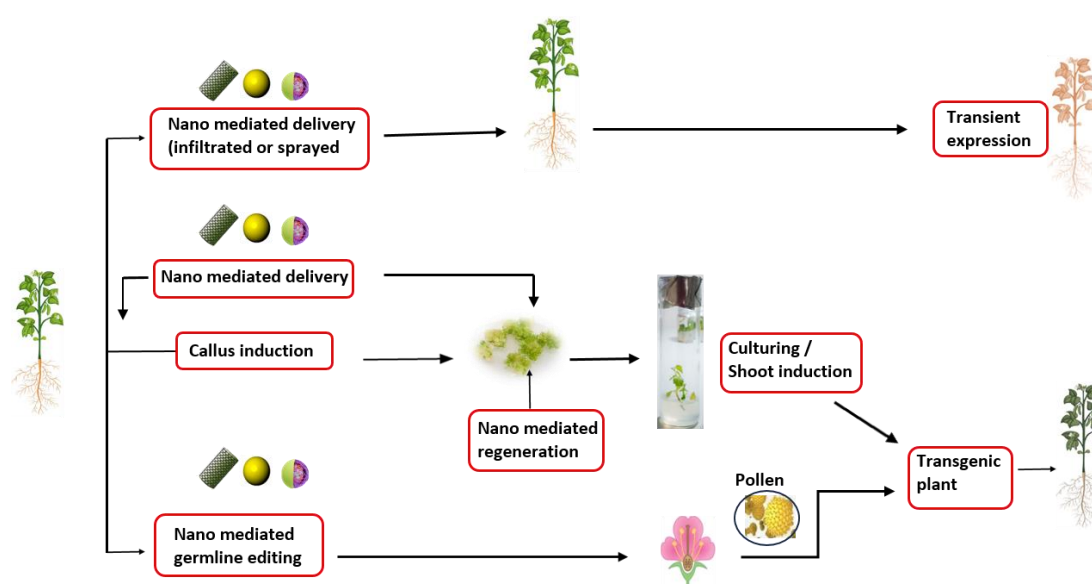 Nano mediated delivery
(infiltrated or sprayed
Transient
expression
Nano mediated delivery
Callus induction
Culturing /
Shoot induction
Nano mediated
regeneration
Transgenic
plant
Pollen
Nano mediated
germline editing